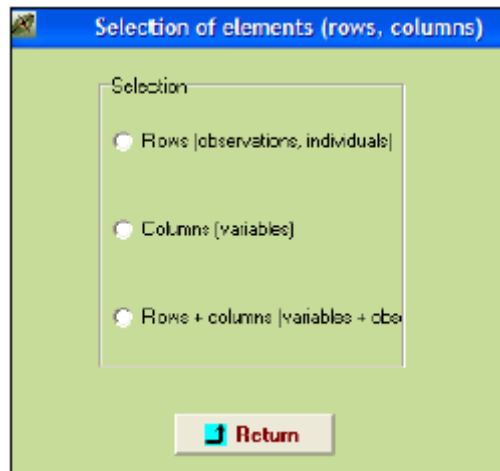 Selection of elements (rows, columns)
Selection
Rows (observations, individuals)
Columns (variables)
Rows + columns (variables + obs
Return